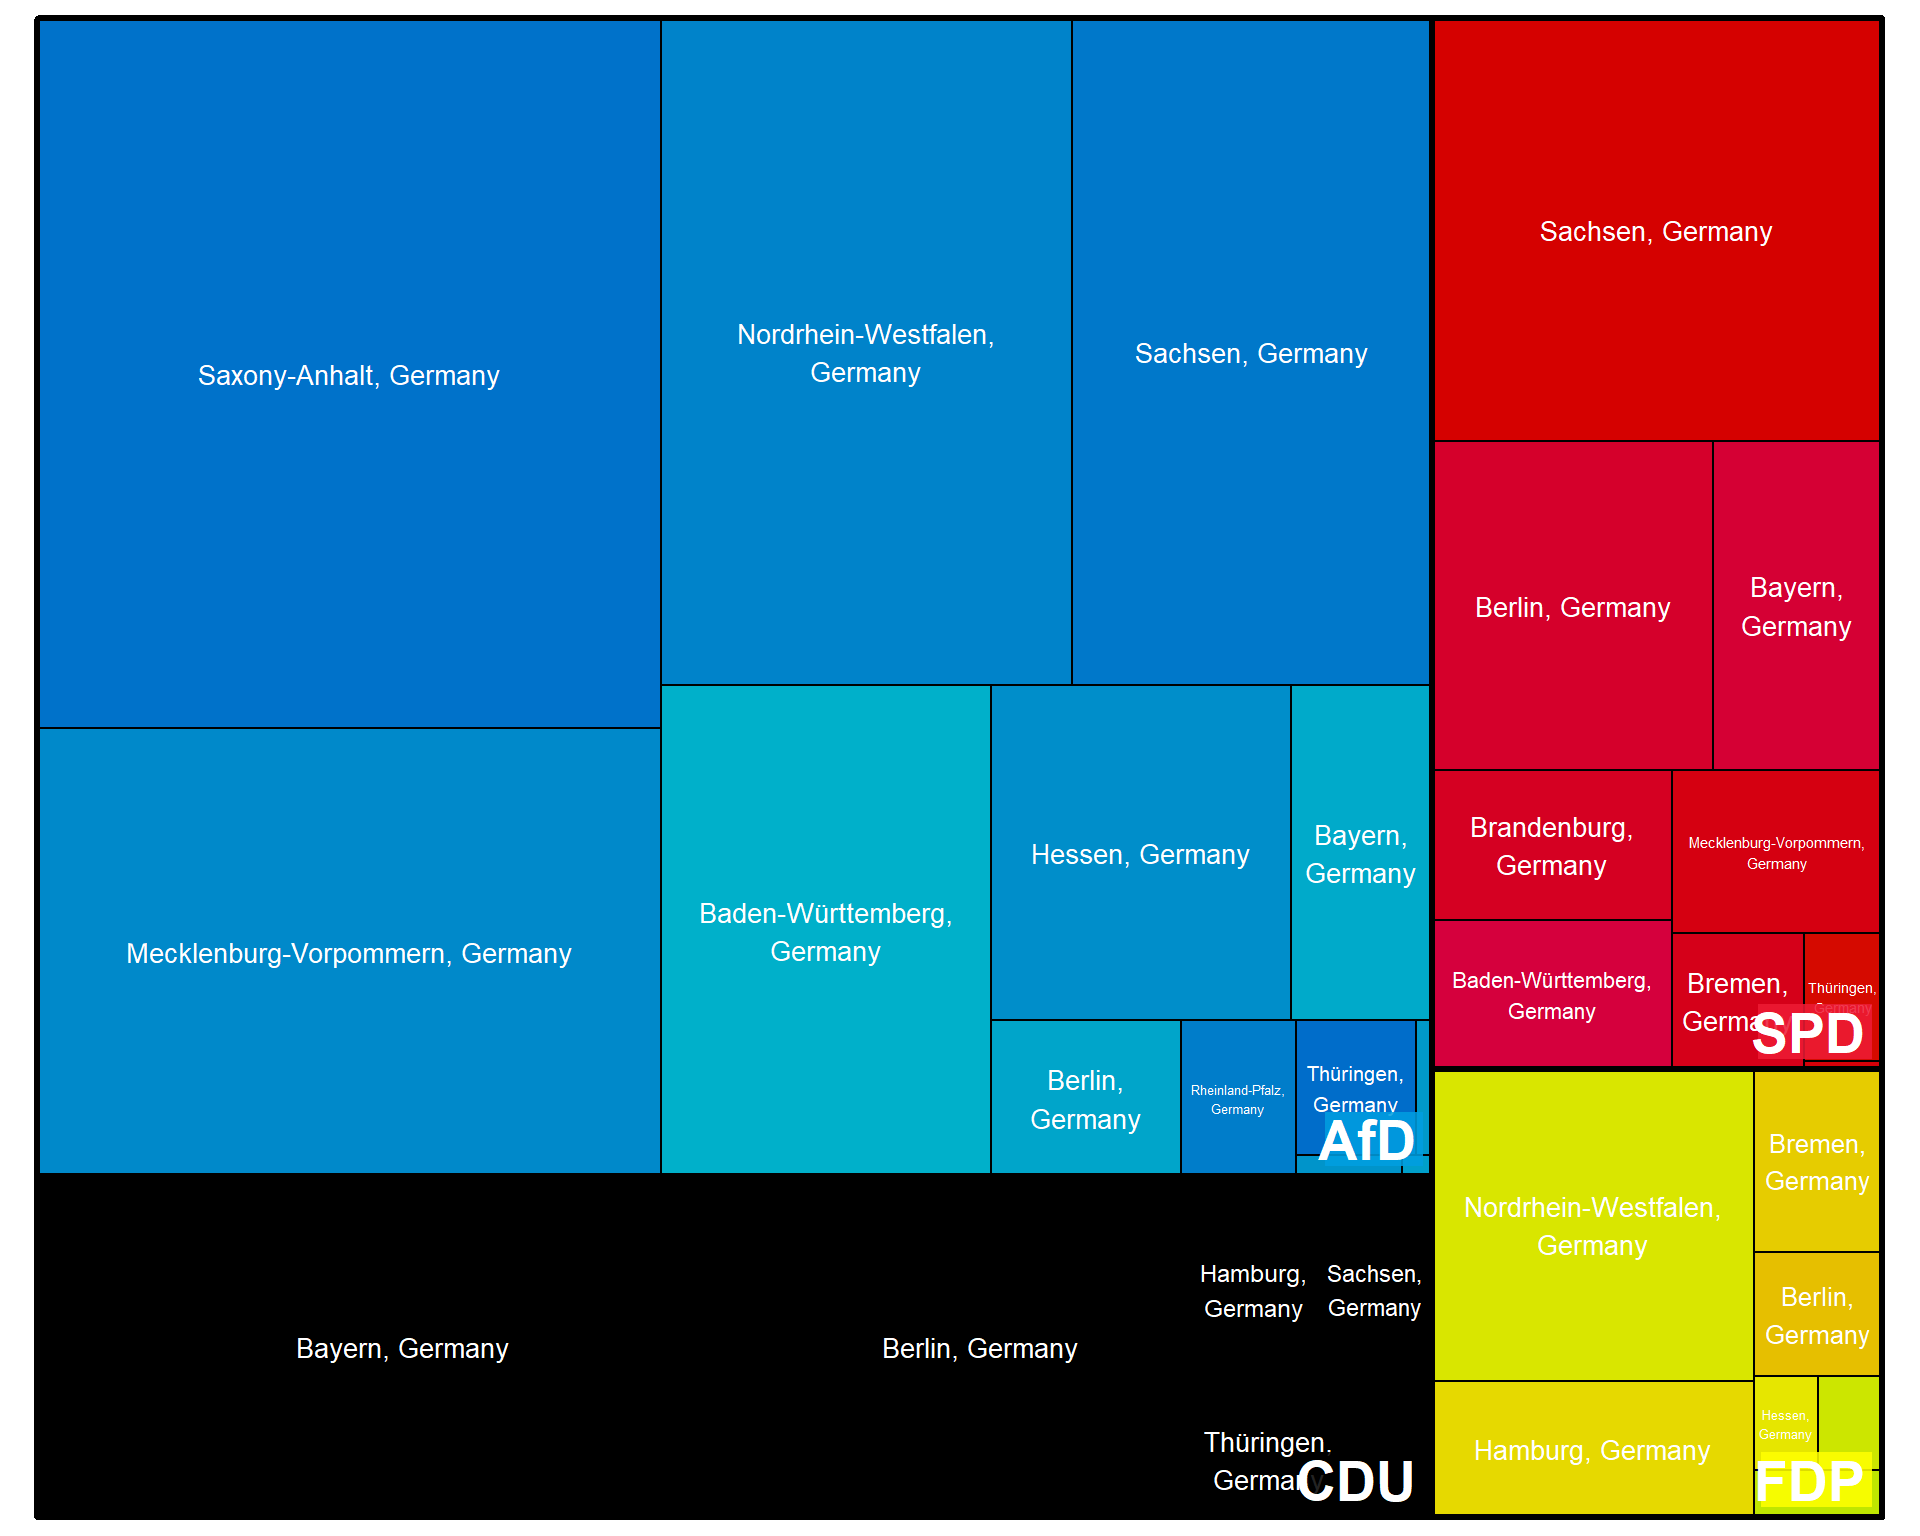 Saxony-Anhalt, Germany
Nordrhein-Westfalen,
Germany
Sachsen, Germany
Mecklenburg-Vorpommern, Germany
Baden-Württemberg,
Germany
Hessen, Germany
Bayern,
Germany
Berlin,
Germany
Rheinland-Pfalz,
Germany
Thüringen,
Germany
AfD
Bayern, Germany
Berlin, Germany
Hamburg,
Germany
Sachsen,
Germany
Thüringen.
Germany
CDU
Sachsen, Germany
Berlin, Germany
Bayern,
Germany
Brandenburg,
Germany
Mecklenburg-Vorpommern,
Germany
Baden-Württemberg,
Germany
Bremen,
Germany
Thüringen,
Germany
SPD
Nordrhein-Westfalen,
Germany
Bremen,
Germany
Berlin,
Germany
Hamburg, Germany
Hessen,
Germany
FDP